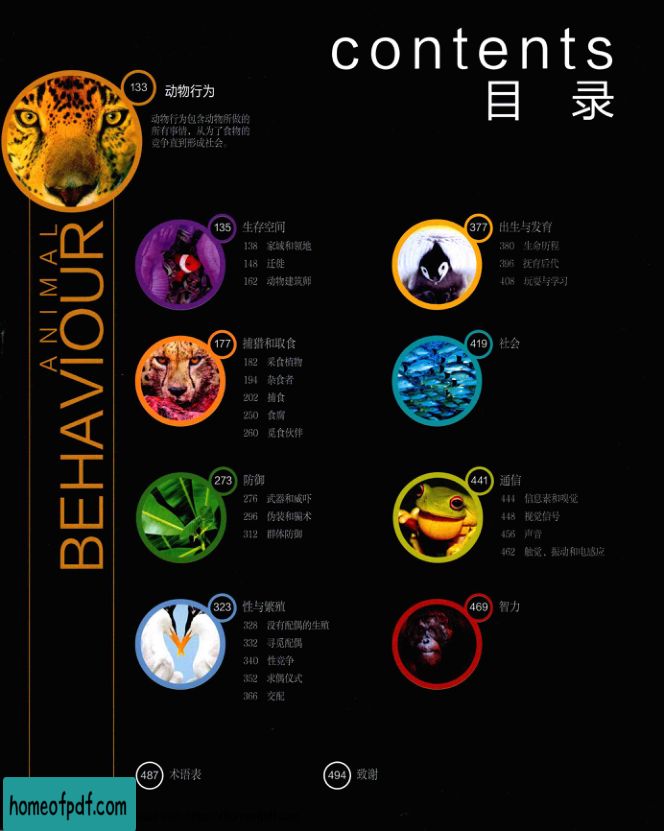 contents
目 录
133 动物行为
动物行为包含动物所做的
所有事情，从为了食物的
竞争直到形成社会。
ANIMAL
BEHAVIOUR
135 生存空间
138 家域和领地
148 迁徙
162 动物建筑师
177 捕猎和取食
182 采食植物
194 杂食者
202 捕食
250 食腐
260 觅食伙伴
273 防御
276 武器和威吓
296 伪装和骗术
312 群体防御
323 性与繁殖
328 没有配偶的生殖
332 寻觅配偶
340 性竞争
352 求偶仪式
366 交配
377 出生与发育
380 生命历程
396 抚育后代
408 玩耍与学习
419 社会
441 通信
444 信息素和嗅觉
448 视觉信号
456 声音
462 触觉、振动和电感应
469 智力
487 术语表
494 致谢
homeofpdf.com